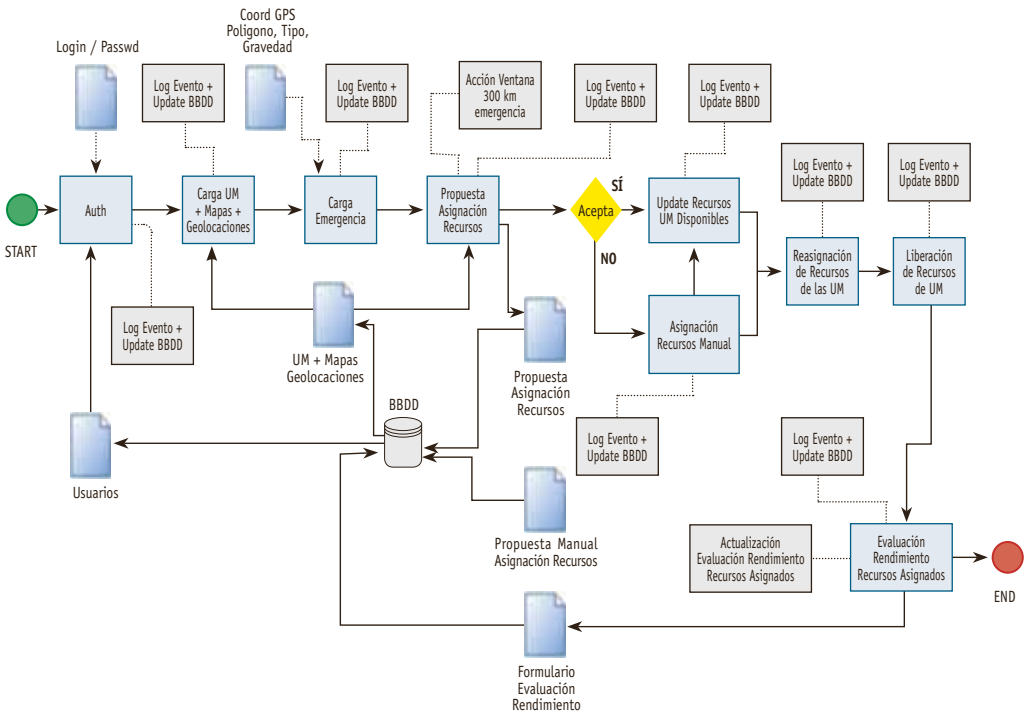 Login / Passwd
Coord GPS
Poligono, Tipo,
Gravedad
Log Evento +
Update BBDD
Log Evento +
Update BBDD
Acción Ventana
300 km
emergencia
Log Evento +
Update BBDD
Log Evento +
Update BBDD
Log Evento +
Update BBDD
Log Evento +
Update BBDD
START
Auth
Carga UM
+ Mapas +
Geolocaciones
Carga
Emergencia
Propuesta
Asignación
Recursos
Acepta
SÍ
NO
Update Recursos
UM Disponibles
Reasignación
de Recursos
de las UM
Liberación
de Recursos
de UM
Log Evento +
Update BBDD
UM + Mapas
Geolocaciones
Asignación
Recursos Manual
Propuesta
Asignación
Recursos
BBDD
Log Evento +
Update BBDD
Log Evento +
Update BBDD
Usuarios
Propuesta Manual
Asignación Recursos
Actualización
Evaluación Rendimiento
Recursos Asignados
Evaluación
Rendimiento
Recursos Asignados
END
Formulario
Evaluación
Rendimiento